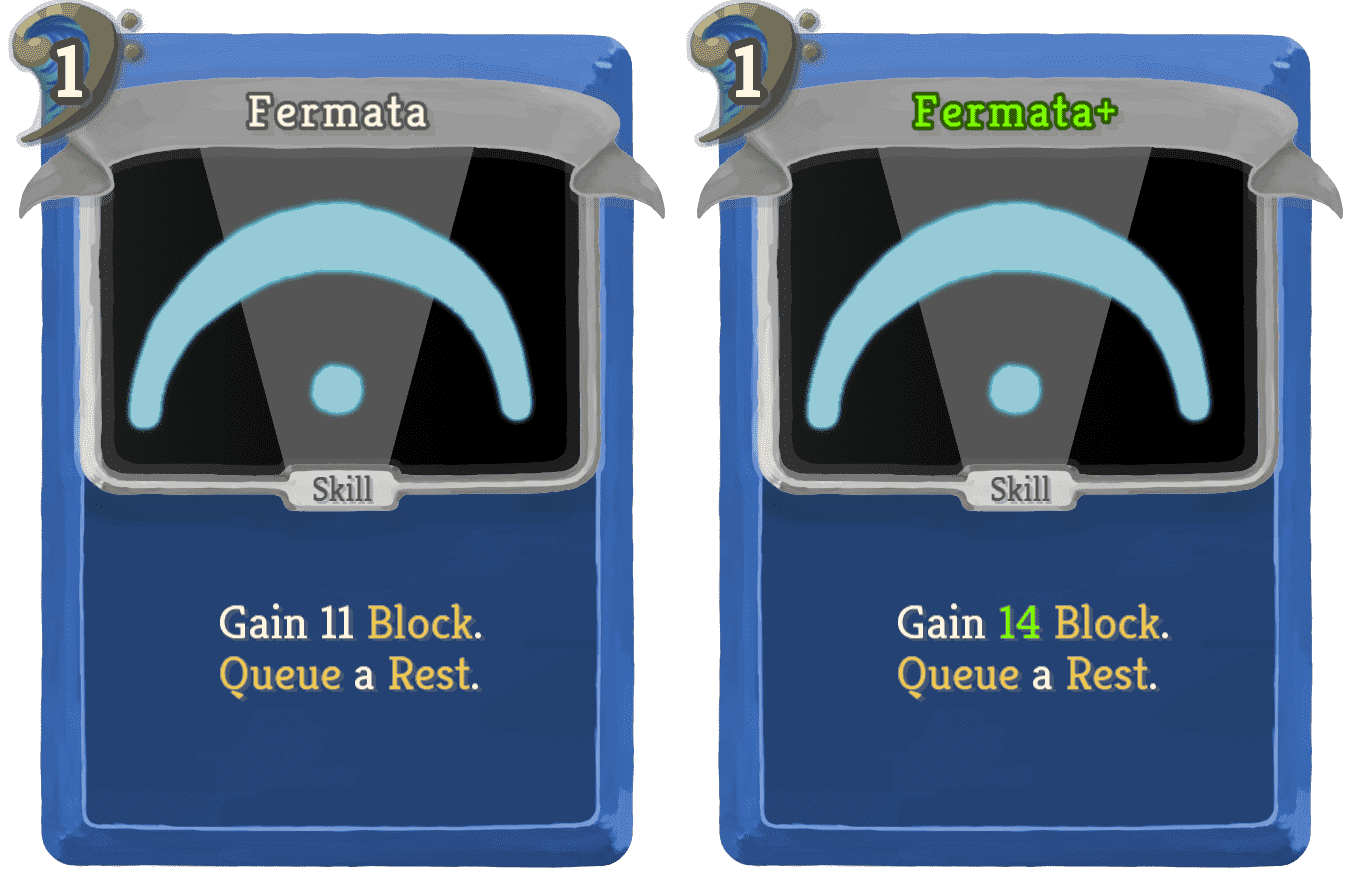 1
Fermata
Skill
Gain 11 Block.
Queue a Rest.
1
Fermata+
Skill
Gain 14 Block.
Queue a Rest.